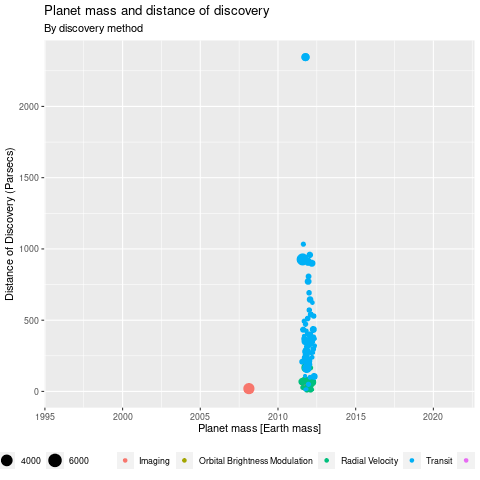 Planet mass and distance of discovery
By discovery method
Distance of Discovery (Parsecs)
2000
1500
1000
500
0
1995
2000
2005
2010
2015
2020
Planet mass [Earth mass]
4000 6000 Imaging Orbital Brightness Modulation Radial Velocity Transit